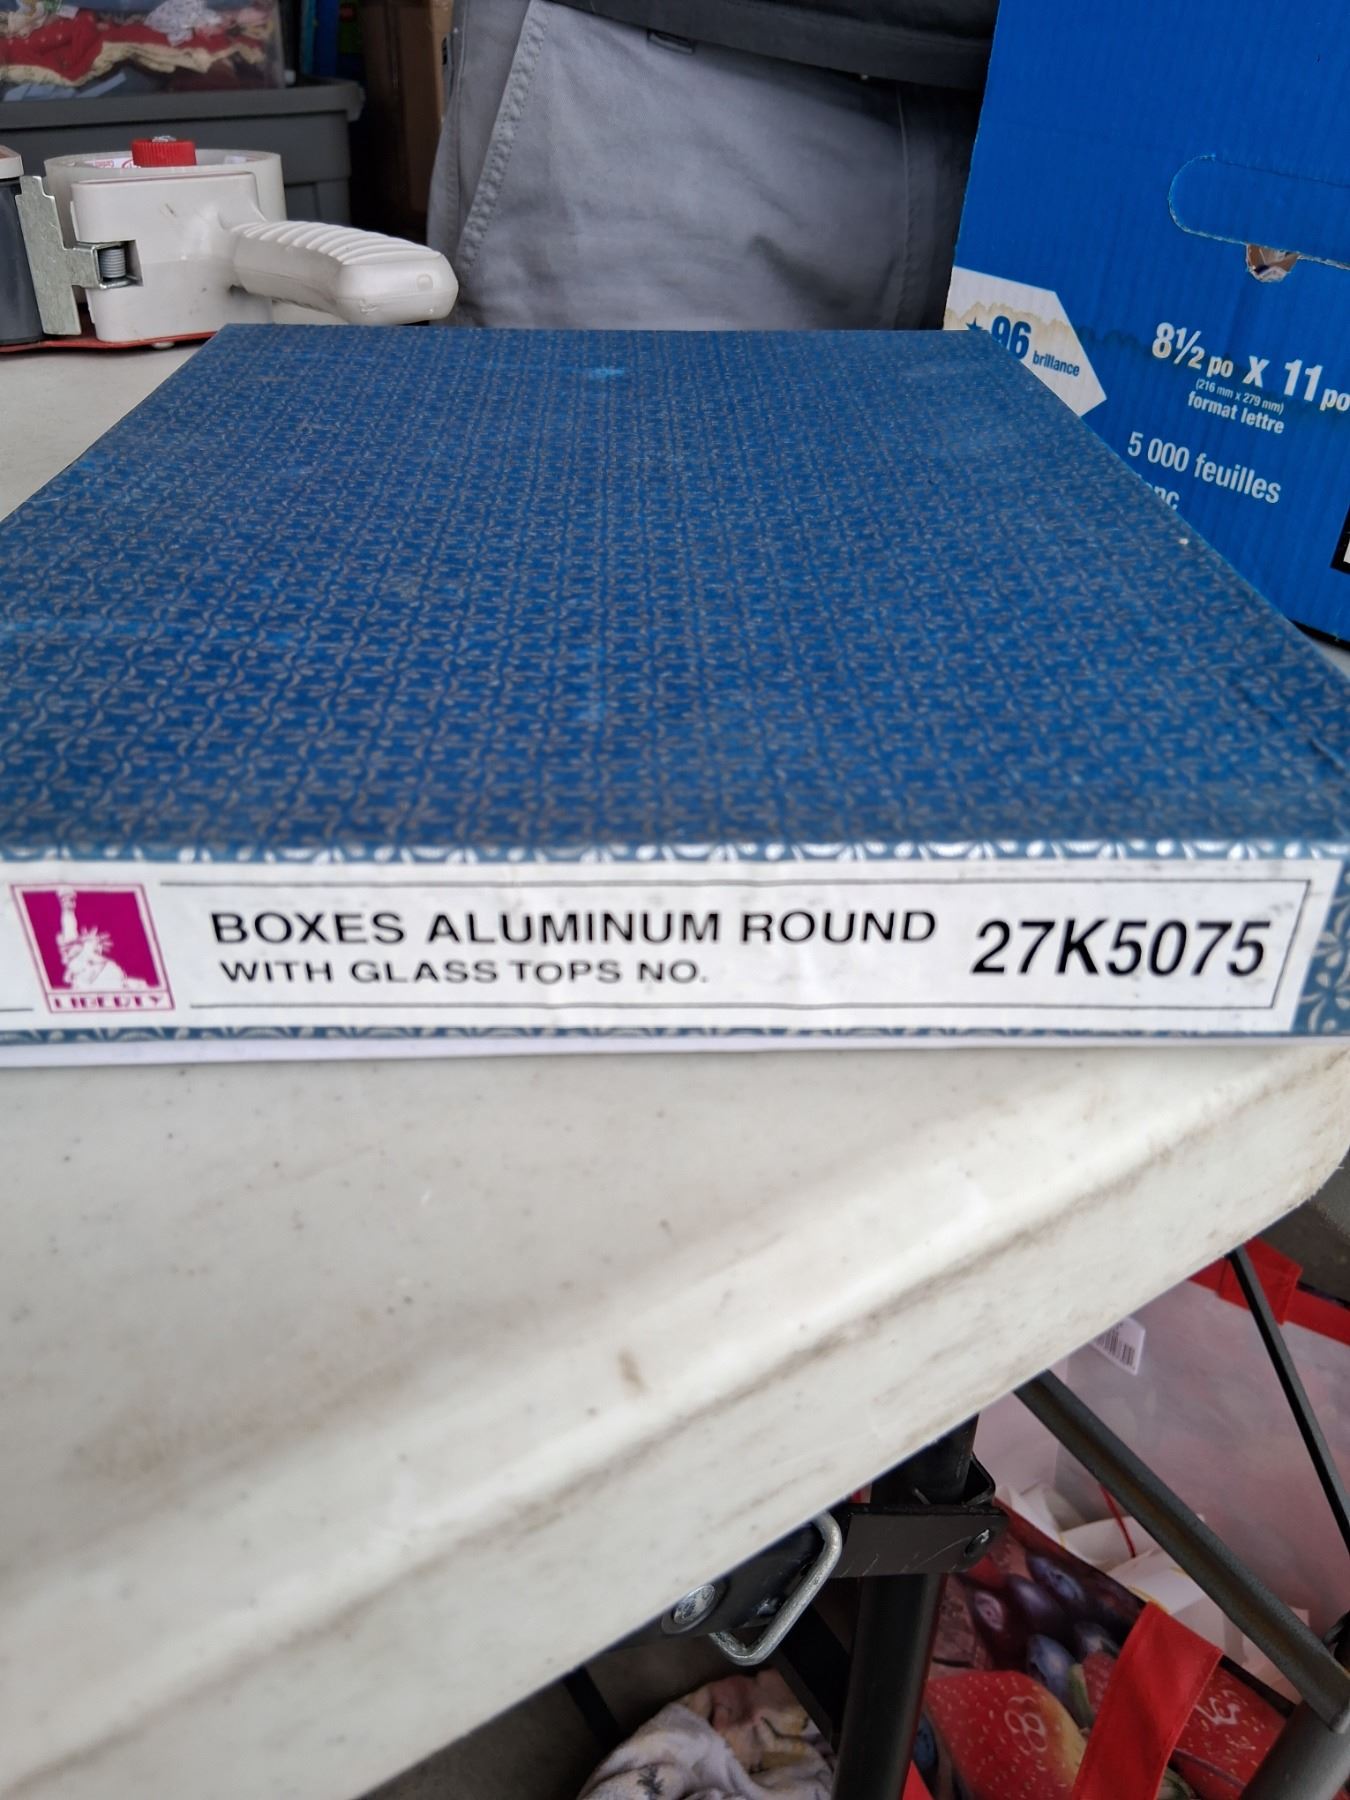 96
brillance
8½ po x 11 po
(216 mm x 279 mm)
format lettre
5 000 feuilles
LIBERTY
BOXES ALUMINUM ROUND
WITH GLASS TOPS NO.
27K5075